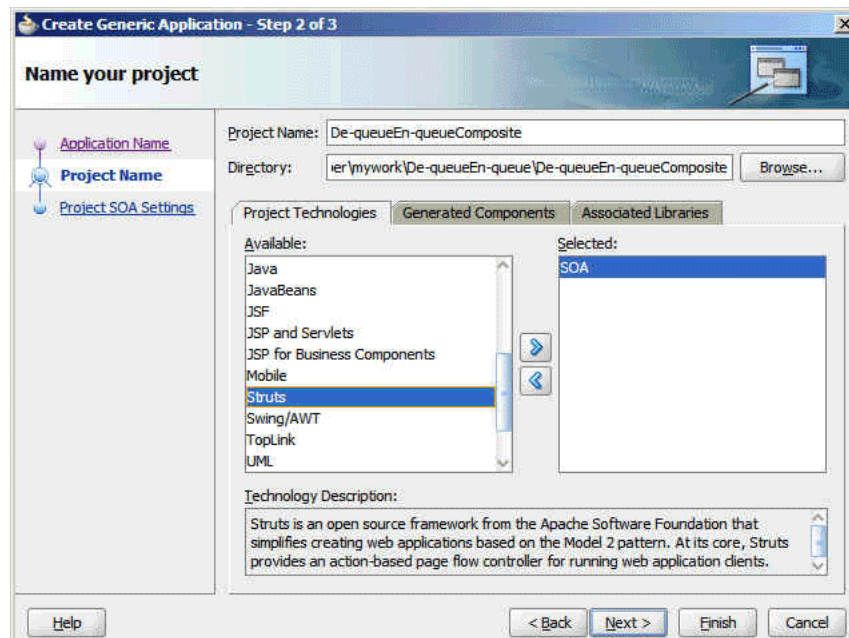 Create Generic Application - Step 2 of 3
Name your project
Application Name
Project Name
Project SOA Settings
Project Name: De-queueEn-queueComposite
Directory: er\mywork\De-queueEn-queue\De-queueEn-queueComposite Browse...
Project Technologies Generated Components Associated Libraries
Available: Selected:
Java SOA
JavaBeans
JSF
JSP and Servlets
JSP for Business Components
Mobile
Struts
Swing/AWT
TopLink
UML
Technology Description:
Struts is an open source framework from the Apache Software Foundation that
simplifies creating web applications based on the Model 2 pattern. At its core, Struts
provides an action-based page flow controller for running web application clients.
Help < Back Next > Finish Cancel